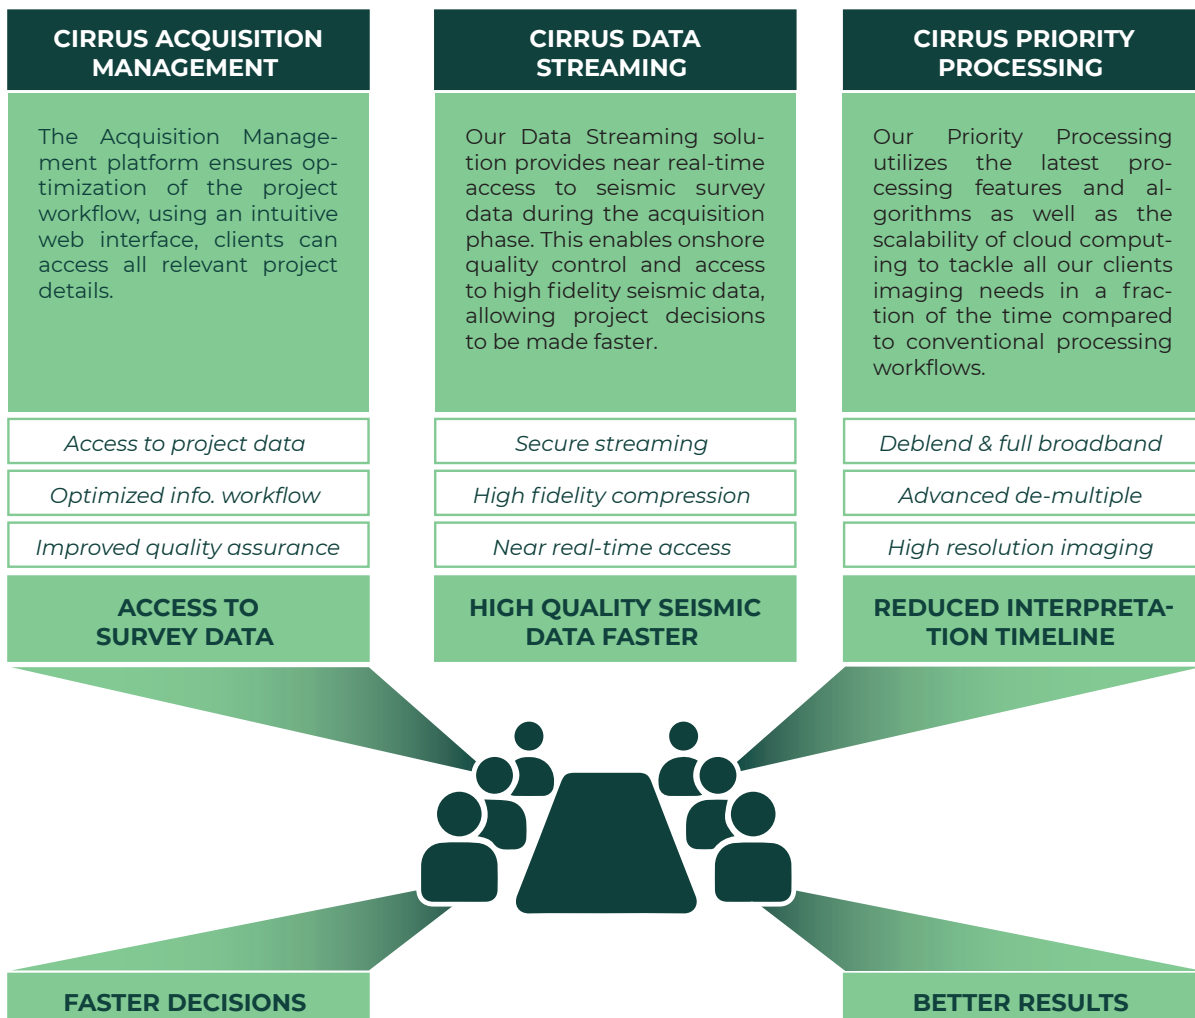 CIRRUS ACQUISITION
MANAGEMENT
The Acquisition Manage-
ment platform ensures op-
timization of the project
workflow, using an intuitive
web interface, clients can
access all relevant project
details.
Access to project data
Optimized info. workflow
Improved quality assurance
ACCESS TO
SURVEY DATA
CIRRUS DATA
STREAMING
Our Data Streaming solu-
tion provides near real-time
access to seismic survey
data during the acquisition
phase. This enables onshore
quality control and access
to high fidelity seismic data,
allowing project decisions
to be made faster.
Secure streaming
High fidelity compression
Near real-time access
HIGH QUALITY SEISMIC
DATA FASTER
CIRRUS PRIORITY
PROCESSING
Our Priority Processing
utilizes the latest pro-
cessing features and al-
gorithms as well as the
scalability of cloud comput-
ing to tackle all our clients
imaging needs in a frac-
tion of the time compared
to conventional processing
workflows.
Deblend & full broadband
Advanced de-multiple
High resolution imaging
REDUCED INTERPRETA-
TION TIMELINE
FASTER DECISIONS
BETTER RESULTS